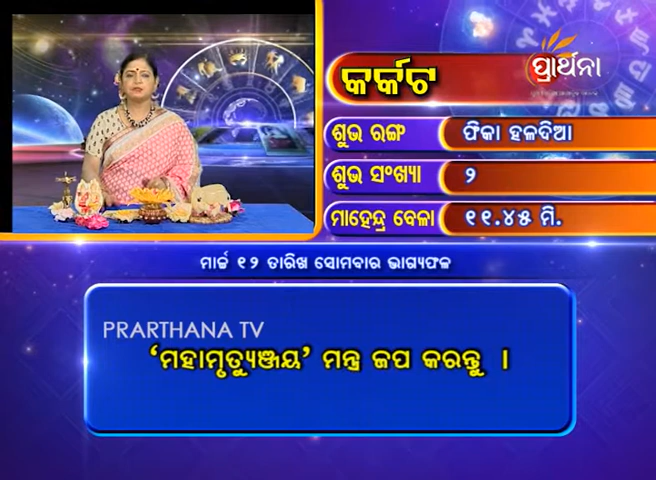 ପ୍ରାର୍ଥନା
କର୍କଟ
ଶୁଭ ରଙ୍ଗ ଫିକା ହଳଦିଆ
ଶୁଭ ସଂଖ୍ୟା ୨
ମାହେନ୍ଦ୍ର ବେଳା ୧୧.୪୫ ମି.
ମାର୍ଚ୍ଚ ୧୨ ତାରିଖ ସୋମବାର ଭାଗ୍ୟଫଳ
PRARTHANA TV
‘ମହାମୃତ୍ୟୁଞ୍ଜୟ’ ମନ୍ତ୍ର ଜପ କରନ୍ତୁ ।